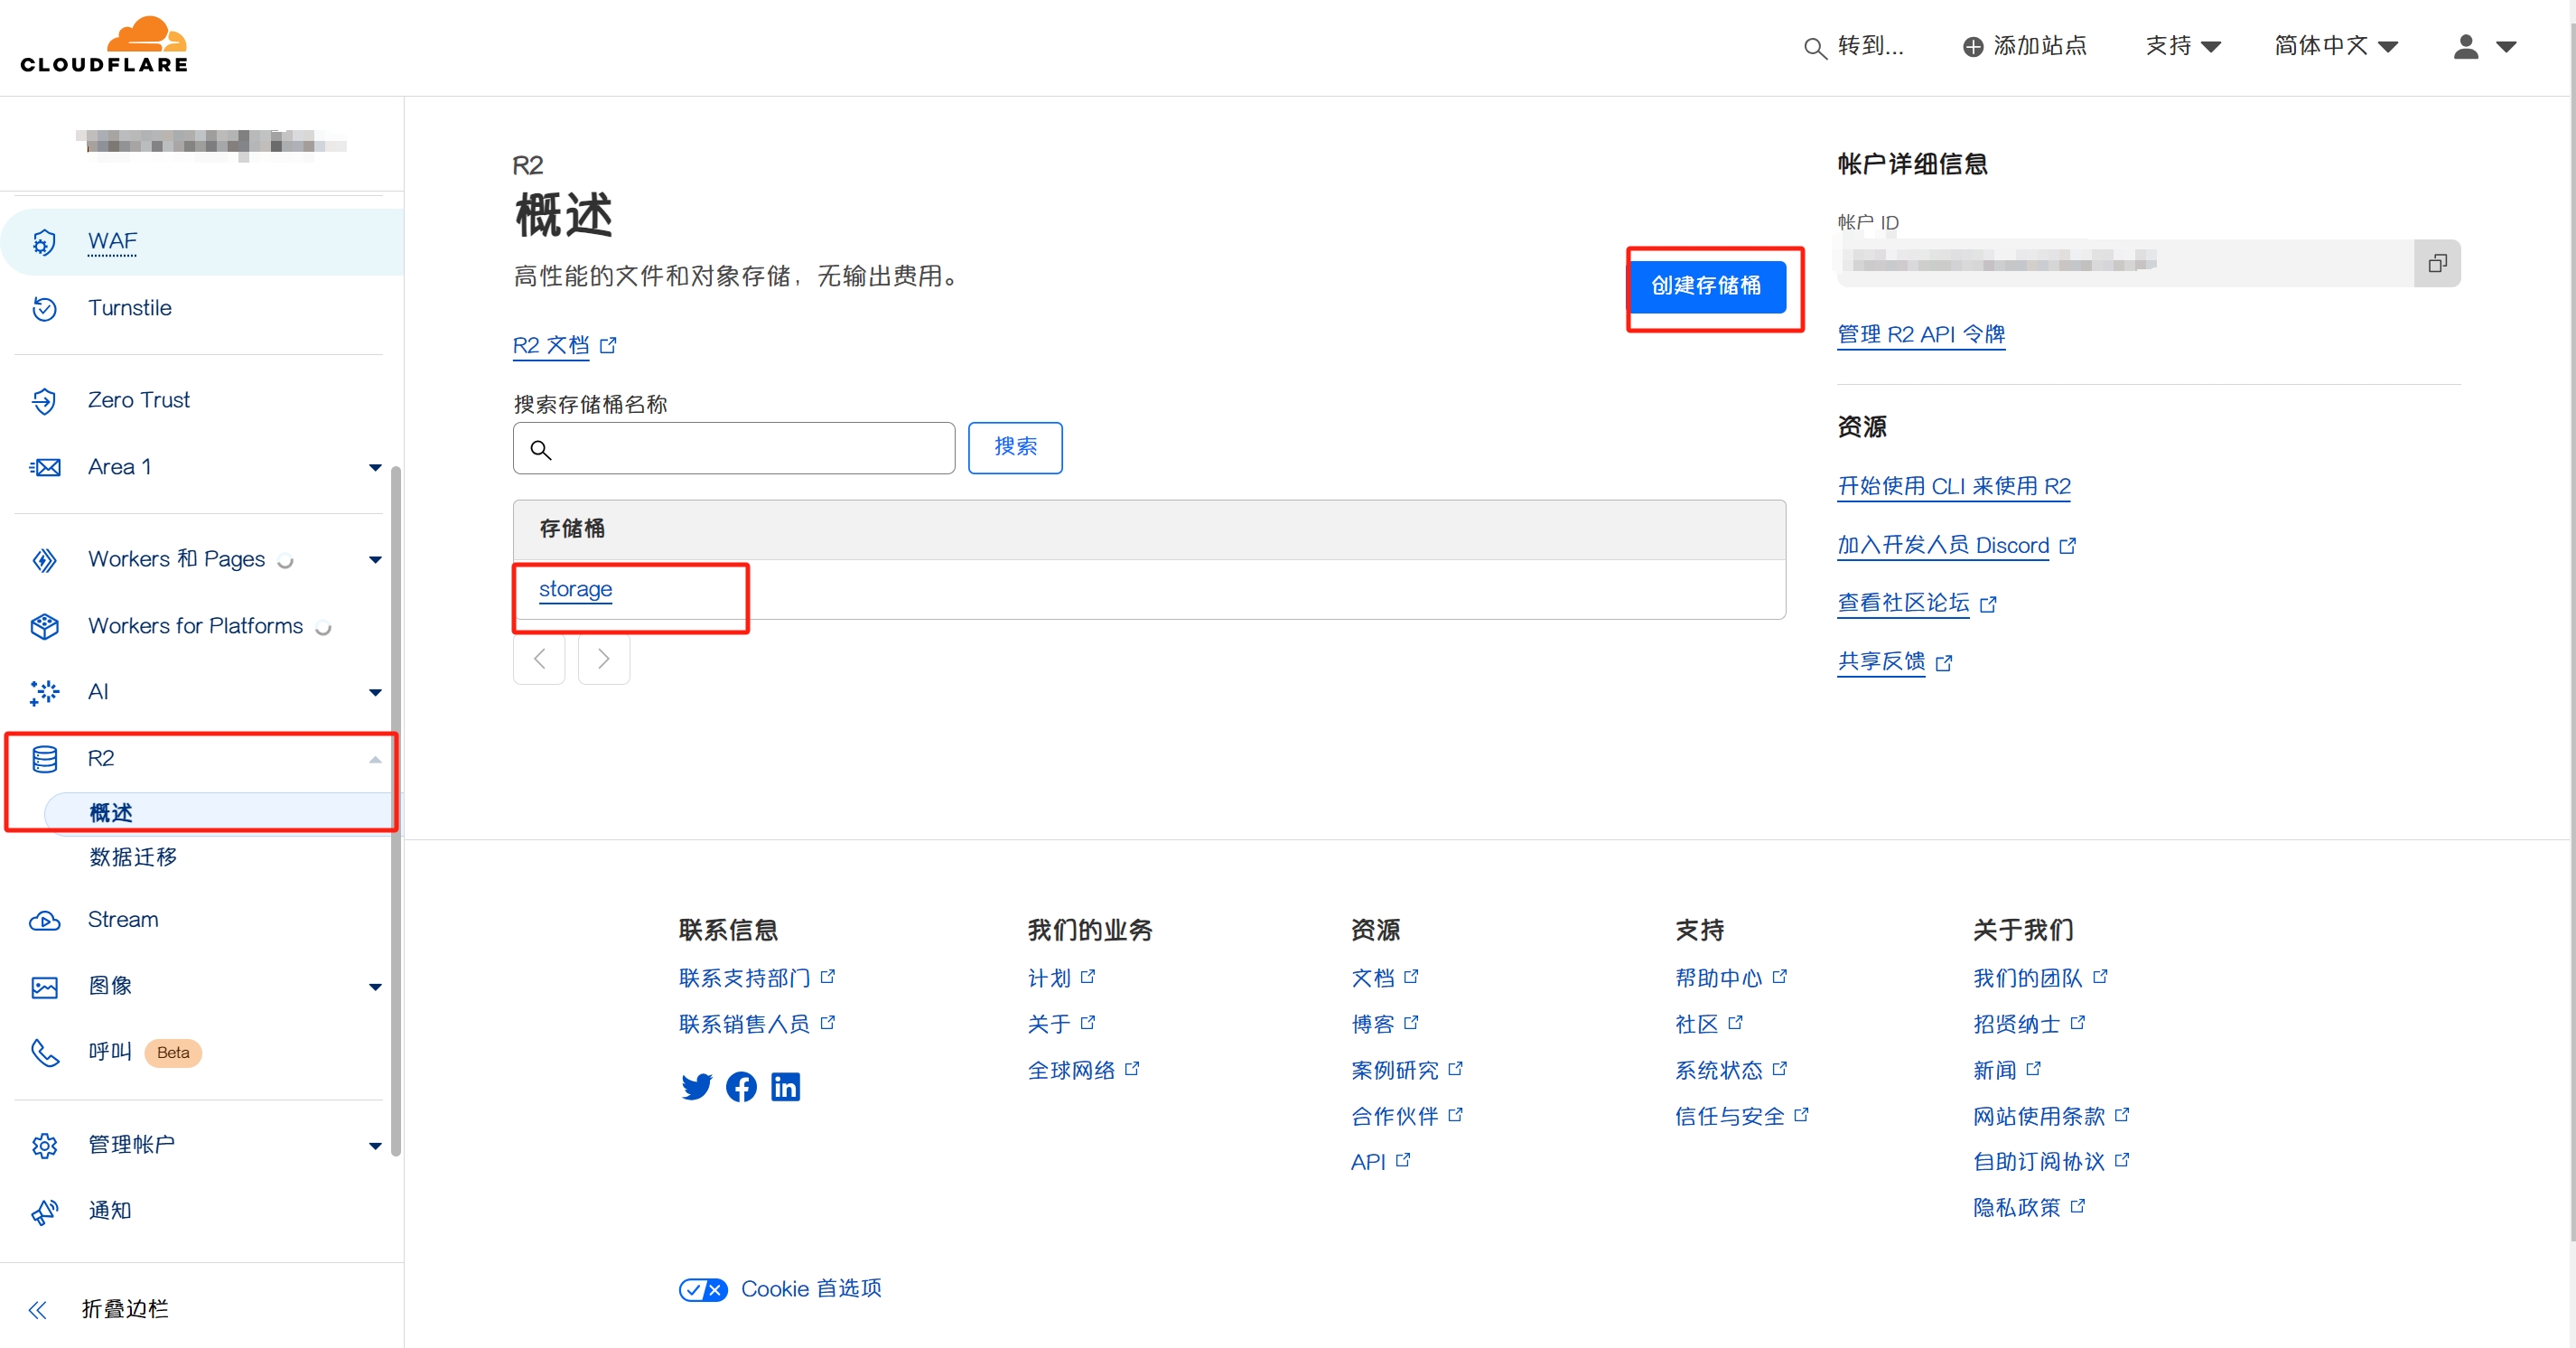 CLOUDFLARE
转到...
添加站点
支持
简体中文
WAF
Turnstile
Zero Trust
Area 1
Workers 和 Pages
Workers for Platforms
AI
R2
概述
数据迁移
Stream
图像
呼叫 Beta
管理帐户
通知
折叠边栏
R2
概述
高性能的文件和对象存储，无输出费用。
创建存储桶
R2 文档
搜索存储桶名称
搜索
存储桶
storage
帐户详细信息
帐户 ID
管理 R2 API 令牌
资源
开始使用 CLI 来使用 R2
加入开发人员 Discord
查看社区论坛
共享反馈
联系信息
联系支持部门
联系销售人员
我们的业务
计划
关于
全球网络
资源
文档
博客
案例研究
合作伙伴
API
支持
帮助中心
社区
系统状态
信任与安全
关于我们
我们的团队
招贤纳士
新闻
网站使用条款
自助订阅协议
隐私政策
Cookie 首选项